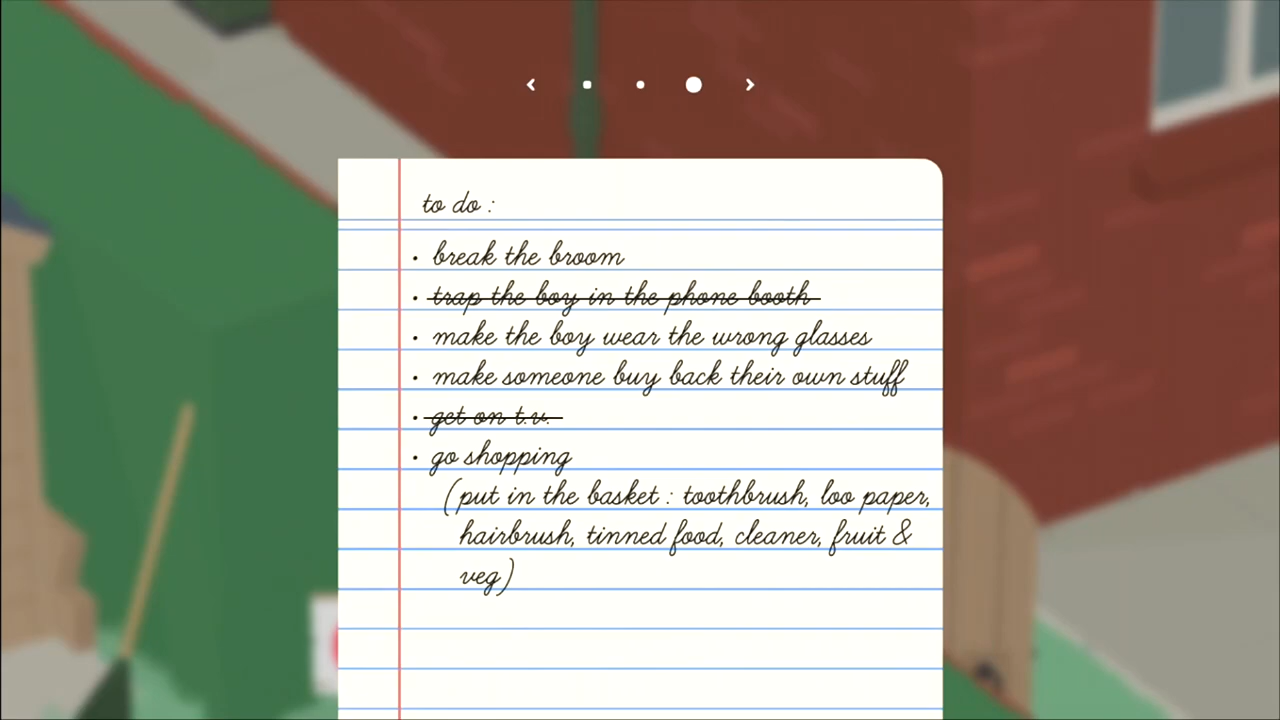 to do :
• break the broom
• trap the boy in the phone booth
• make the boy wear the wrong glasses
• make someone buy back their own stuff
• get on t.v.
• go shopping
(put in the basket : toothbrush, loo paper,
hairbrush, tinned food, cleaner, fruit &
veg)